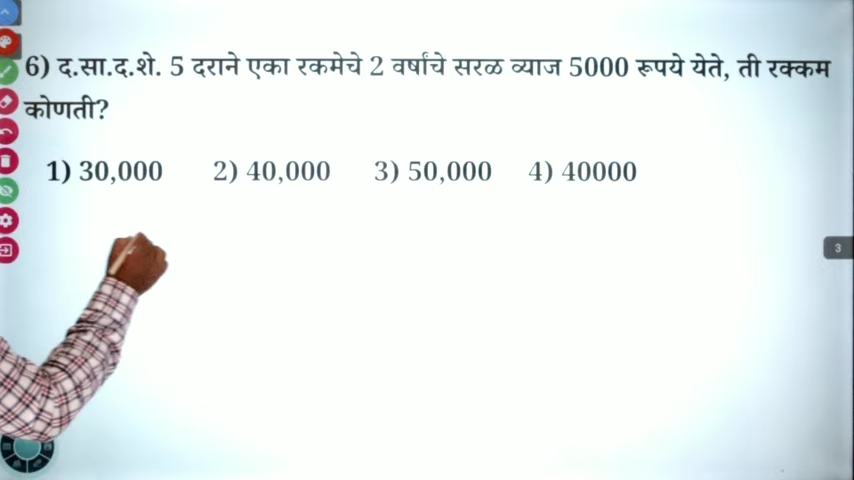 6) द.सा.द.शे. 5 दराने एका रकमेचे 2 वर्षांचे सरळ व्याज 5000 रूपये येते, ती रक्कम
कोणती?
1) 30,000 2) 40,000 3) 50,000 4) 40000
3